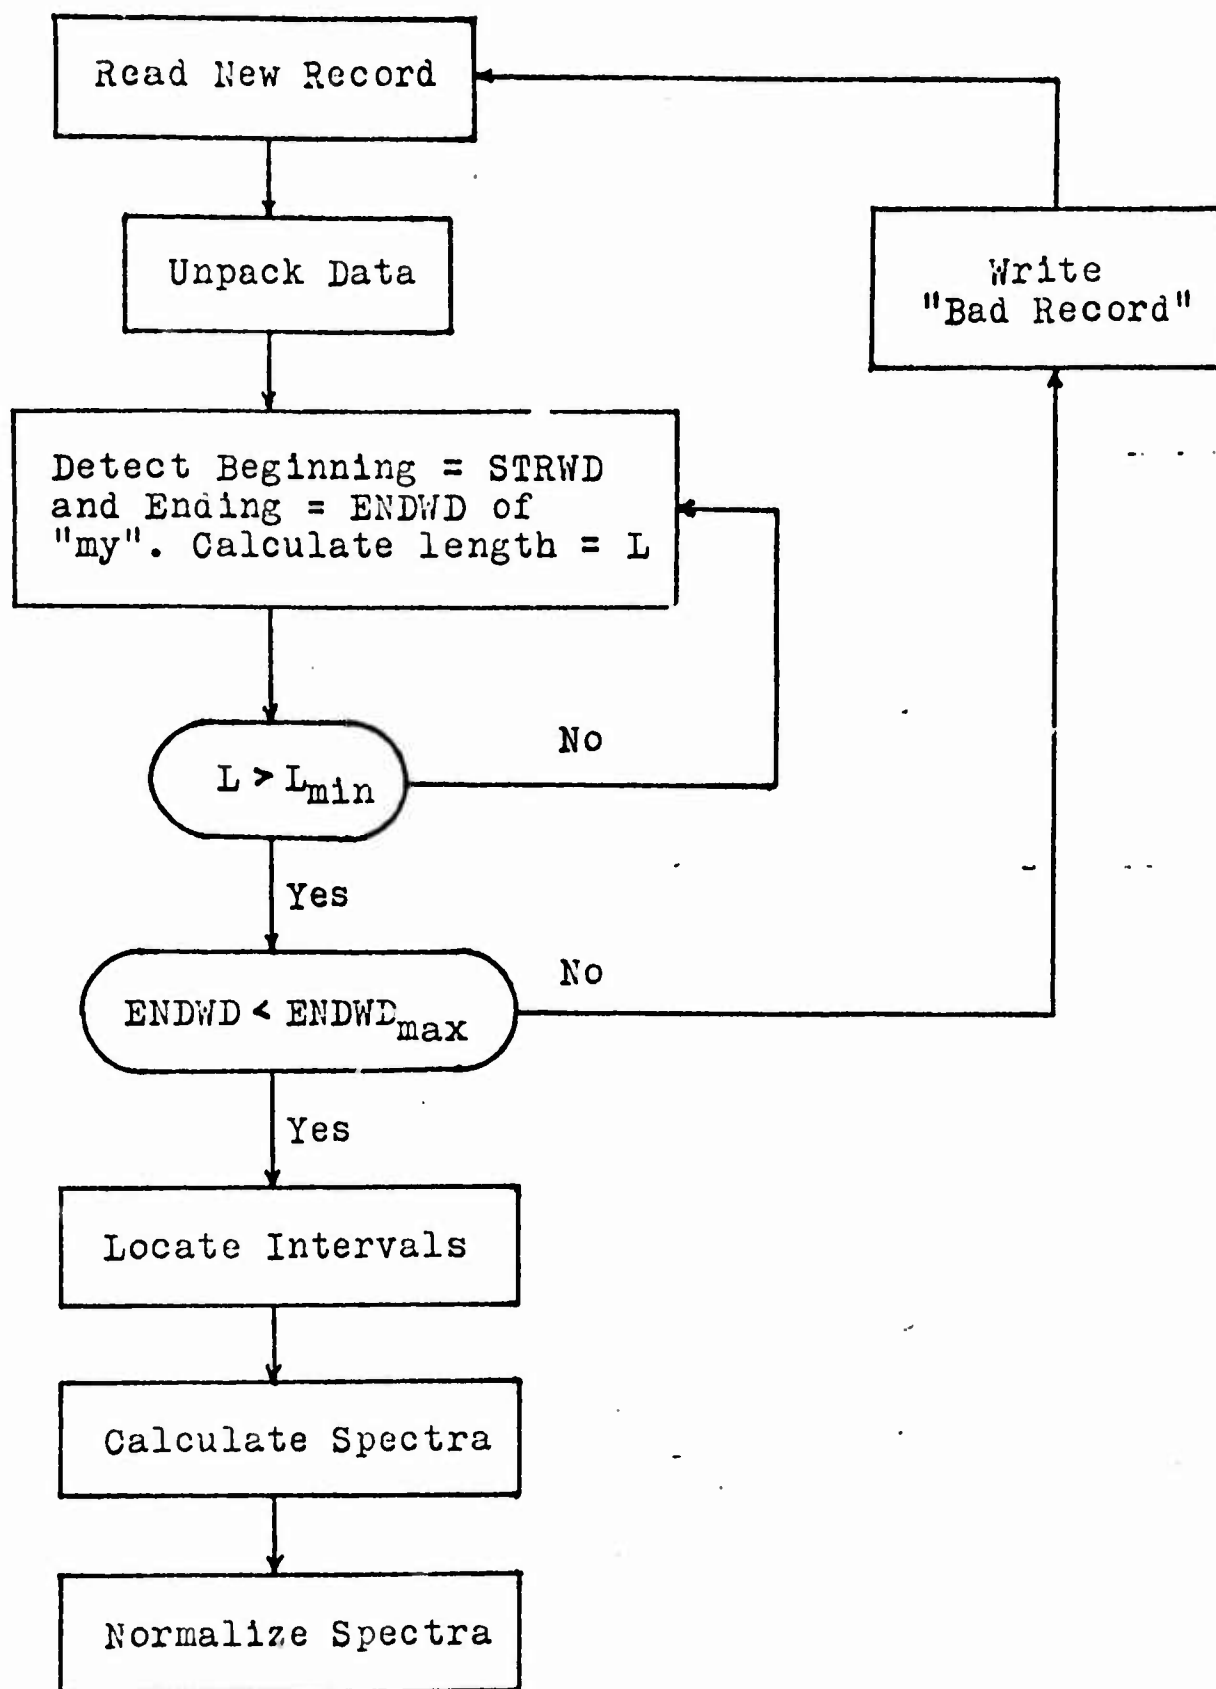 Read New Record
Unpack Data
Write
"Bad Record"
Detect Beginning = STRWD
and Ending = ENDWD of
"my". Calculate length = L
No
L > Lmin
Yes
No
ENDWD < ENDWDmax
Yes
Locate Intervals
Calculate Spectra
Normalize Spectra